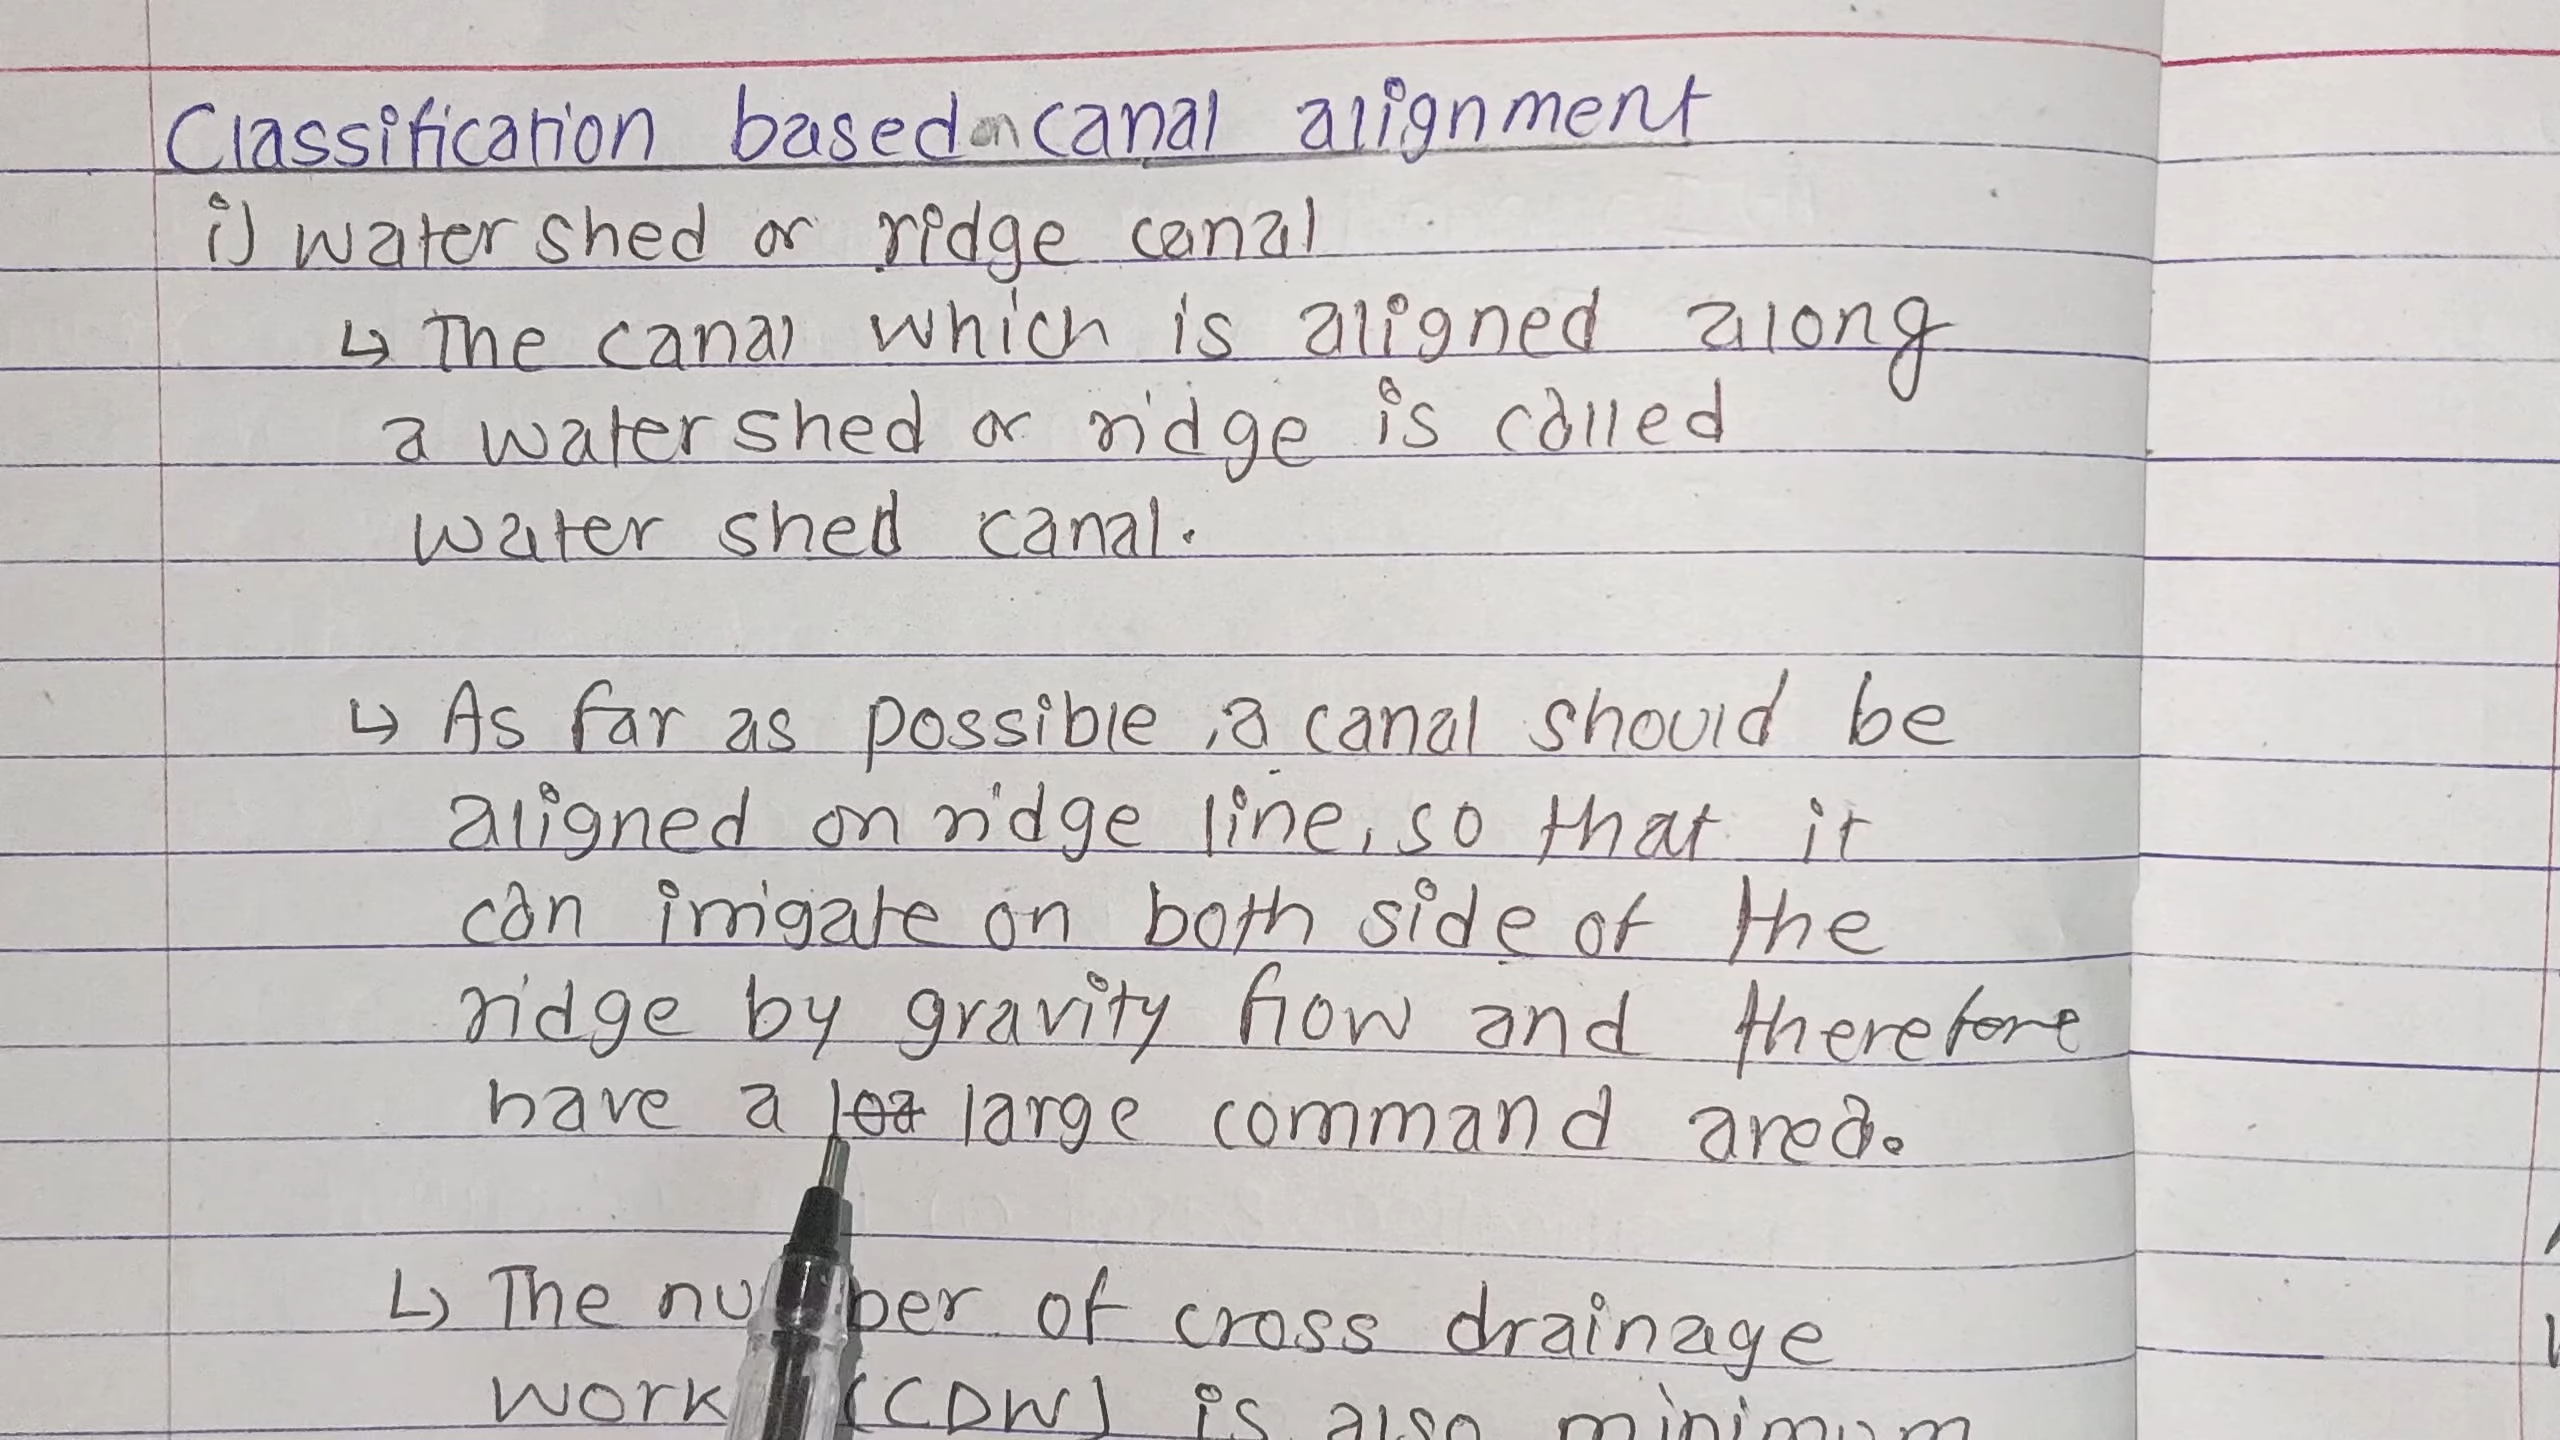 Classification based on canal alignment
i) water shed or ridge canal
↳ The canal which is aligned along
a water shed or ridge is called
water shed canal.
↳ As far as possible, a canal should be
aligned on ridge line, so that it
can irrigate on both side of the
ridge by gravity flow and therefore
have a loa large command area.
↳ The number of cross drainage
work (CDW) is also minimum